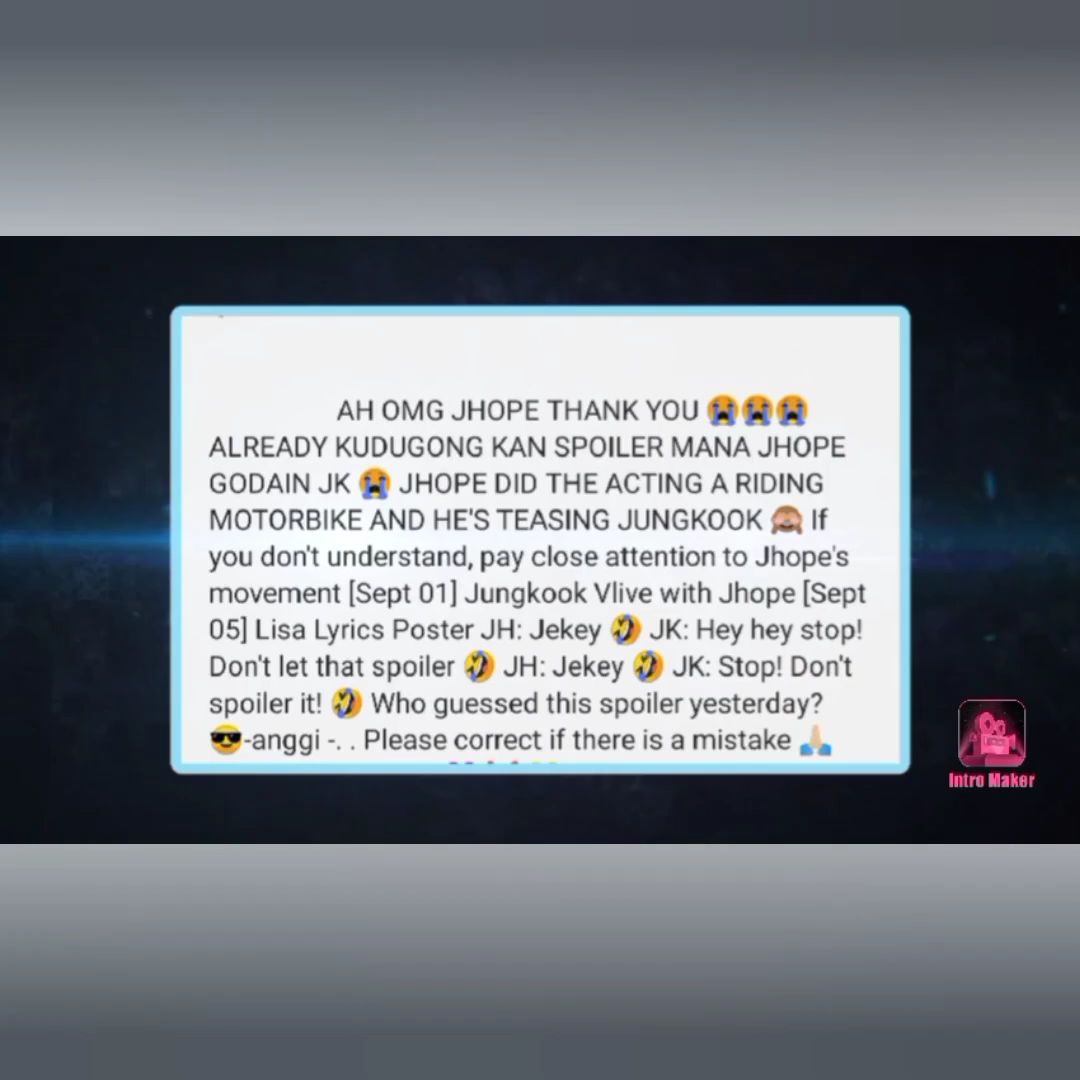 AH OMG JHOPE THANK YOU 😭😭😭
ALREADY KUDUGONG KAN SPOILER MANA JHOPE
GODAIN JK 😭 JHOPE DID THE ACTING A RIDING
MOTORBIKE AND HE'S TEASING JUNGKOOK 🙈 If
you don't understand, pay close attention to Jhope's
movement [Sept 01] Jungkook Vlive with Jhope [Sept
05] Lisa Lyrics Poster JH: Jekey 🤣 JK: Hey hey stop!
Don't let that spoiler 🤣 JH: Jekey 🤣 JK: Stop! Don't
spoiler it! 🤣 Who guessed this spoiler yesterday?
😎-anggi -. . Please correct if there is a mistake 🙏🏼
Intro Maker